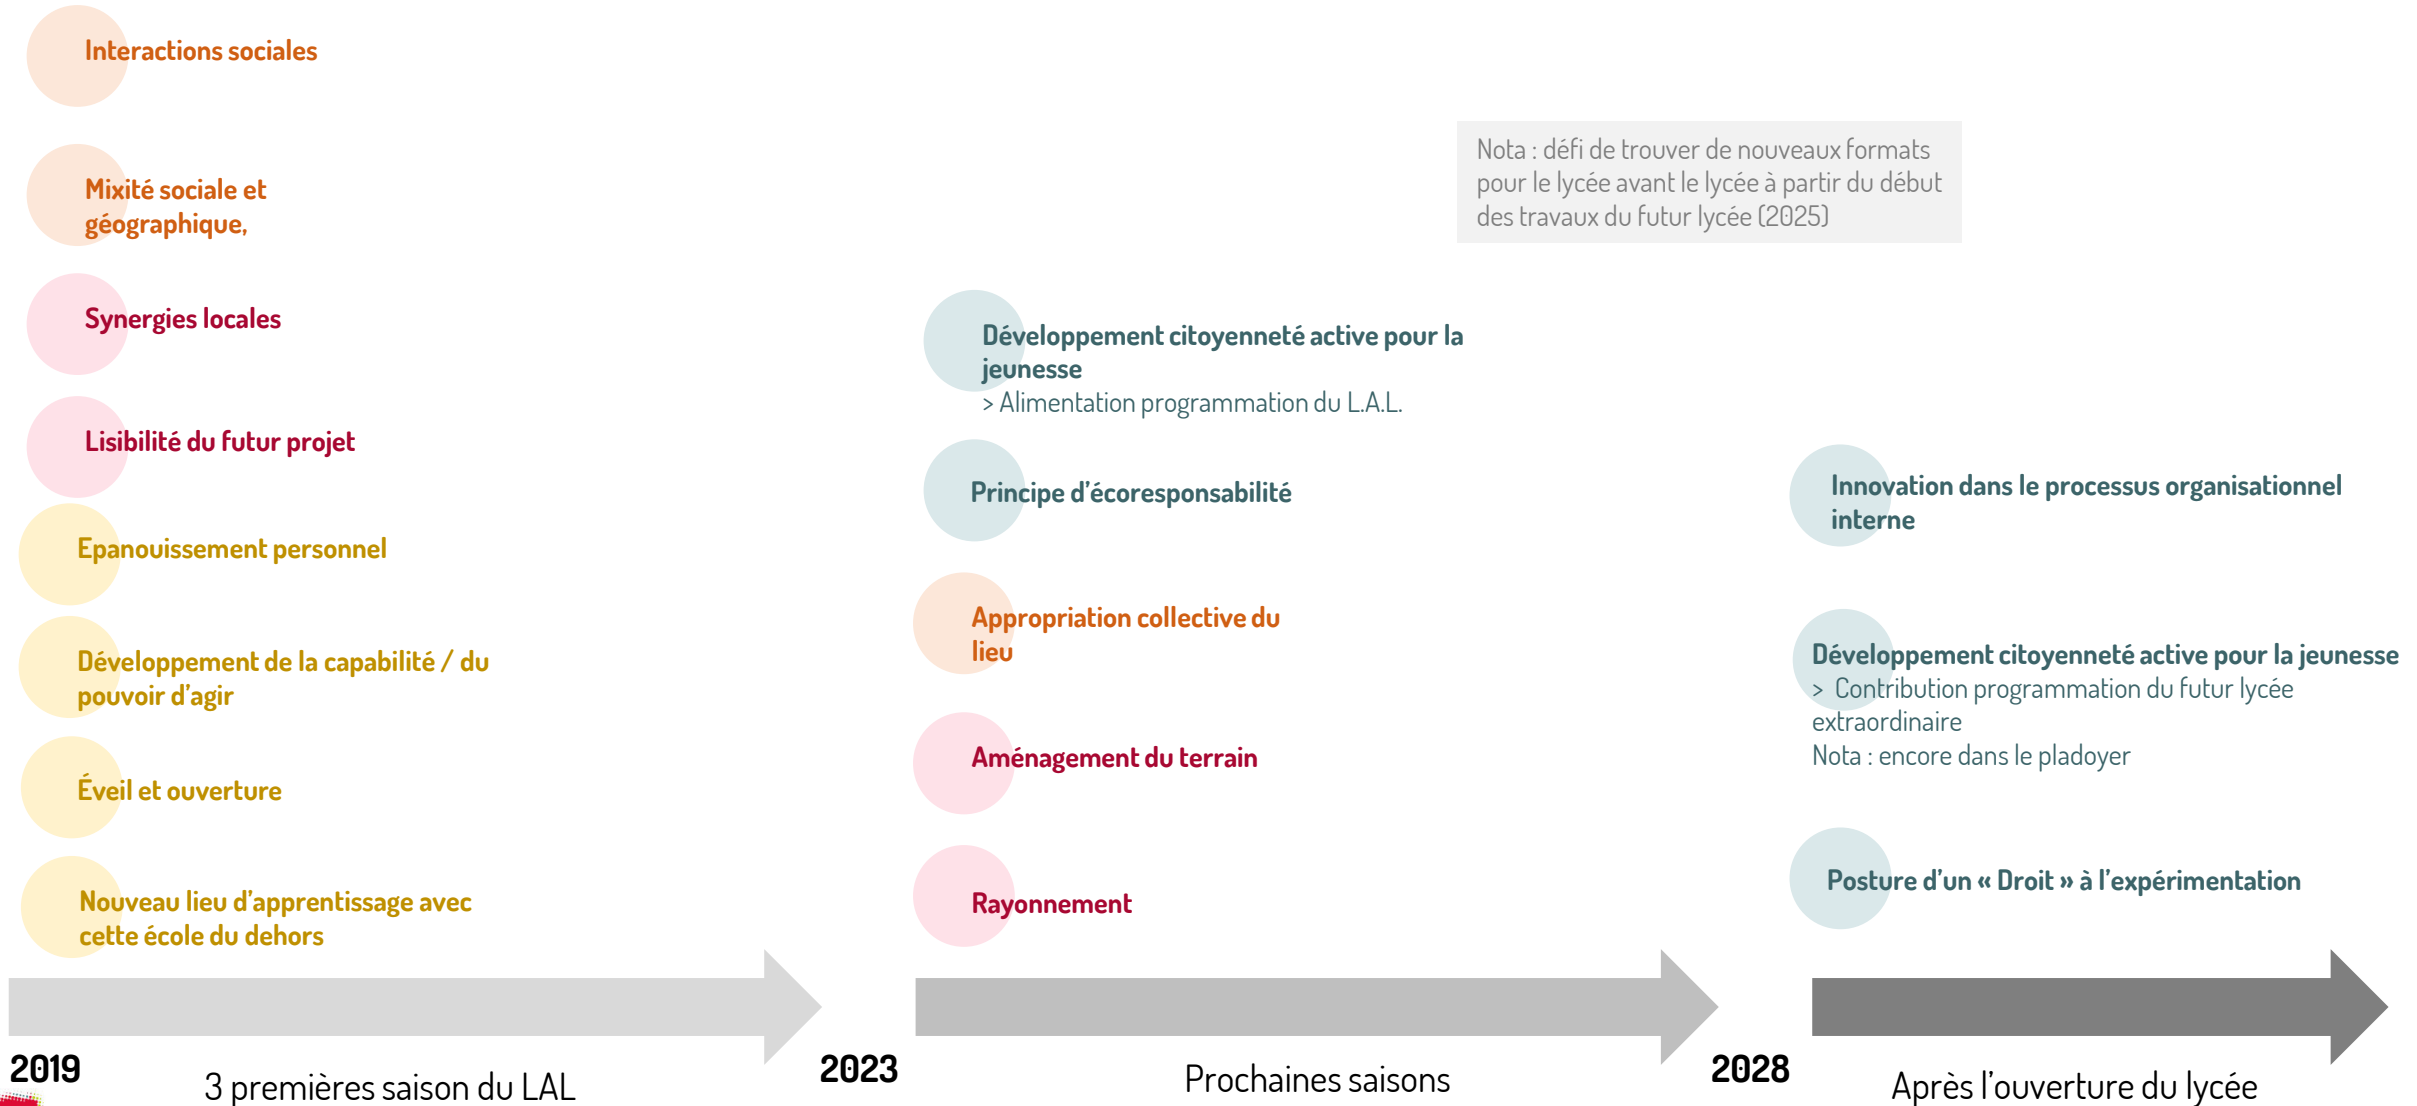 Interactions sociales
Mixité sociale et
géographique,
Synergies locales
Lisibilité du futur projet
Epanouissement personnel
Développement de la capabilité / du
pouvoir d'agir
Éveil et ouverture
Nouveau lieu d'apprentissage avec
cette école du dehors
Nota : défi de trouver de nouveaux formats
pour le lycée avant le lycée à partir du début
des travaux du futur lycée (2025)
Développement citoyenneté active pour la
jeunesse
> Alimentation programmation du L.A.L.
Principe d'écoresponsabilité
Appropriation collective du
lieu
Aménagement du terrain
Rayonnement
Innovation dans le processus organisationnel
interne
Développement citoyenneté active pour la jeunesse
> Contribution programmation du futur lycée
extraordinaire
Nota : encore dans le pladoyer
Posture d'un « Droit » à l'expérimentation
2019
3 premières saison du LAL
2023
Prochaines saisons
2028
Après l'ouverture du lycée